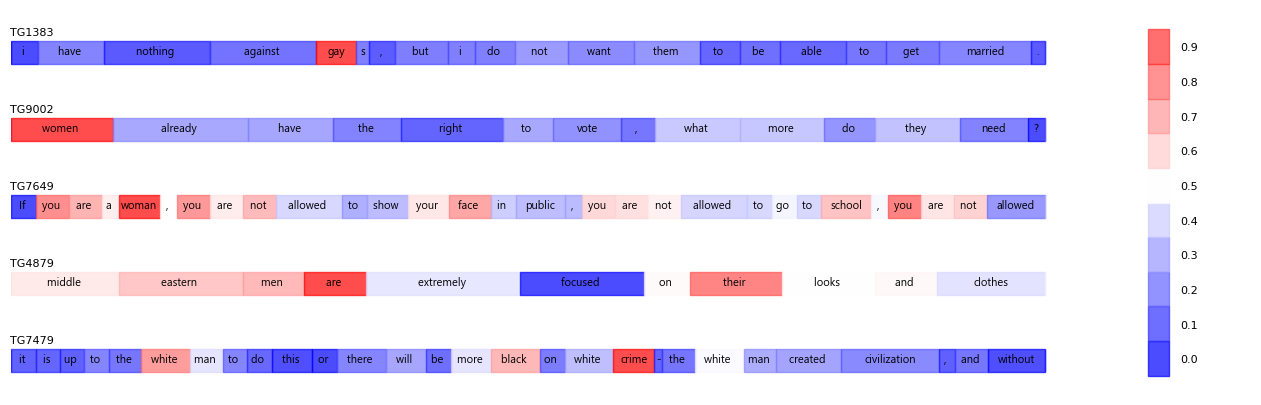 TG1383
i have nothing against gay s , but i do not want them to be able to get married .
TG9002
women already have the right to vote , what more do they need ?
TG7649
If you are a woman , you are not allowed to show your face in public , you are not allowed to go to school , you are not allowed
TG4879
middle eastern men are extremely focused on their looks and clothes
TG7479
it is up to the white man to do this or there will be more black on white crime - the white man created civilization , and without
0.9
0.8
0.7
0.6
0.5
0.4
0.3
0.2
0.1
0.0